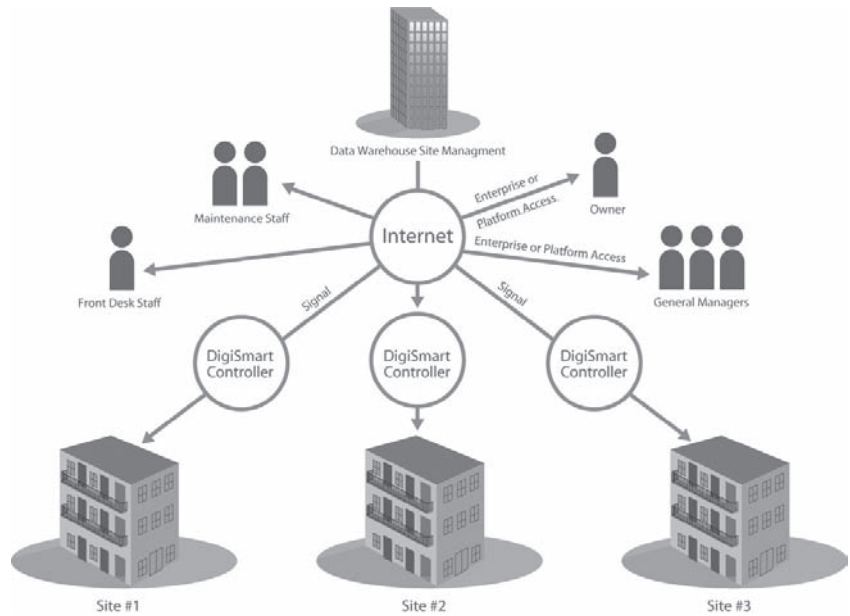 Data Warehouse Site Managment
Maintenance Staff
Enterprise or
Platform Access
Owner
Internet
Enterprise or Platform Access
Front Desk Staff
General Managers
Signal
Signal
DigiSmart
Controller
DigiSmart
Controller
DigiSmart
Controller
Site #1
Site #2
Site #3